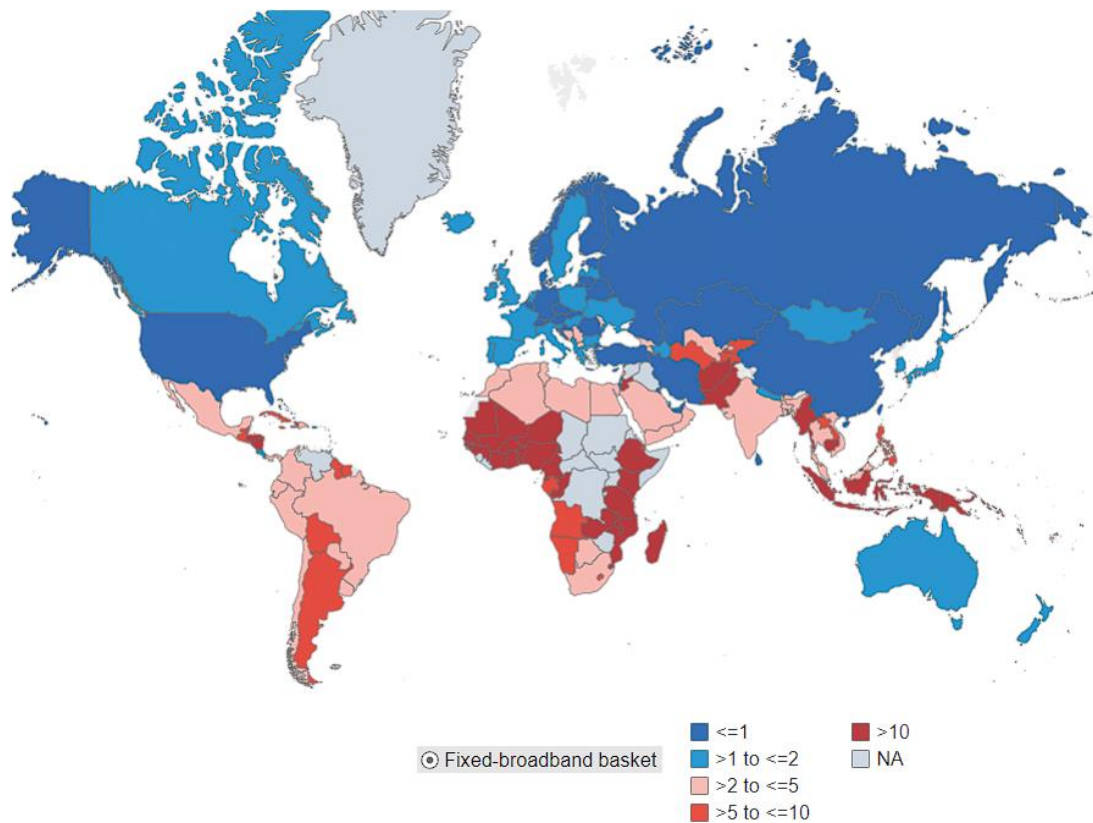 <=1
>1 to <=2
>2 to <=5
>5 to <=10
>10
NA
Fixed-broadband basket